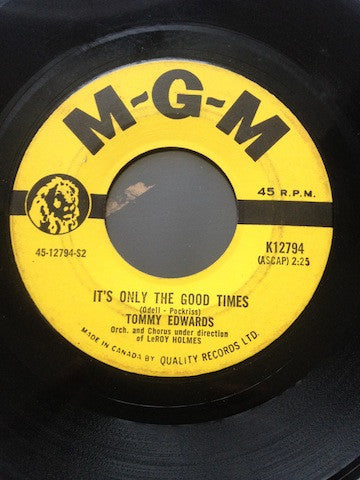 M-G-M
45 R.P.M.
45-12794-S2
K12794
(ASCAP) 2:25
IT'S ONLY THE GOOD TIMES
(Odell - Pockriss)
TOMMY EDWARDS
Orch. and Chorus under direction
of LeROY HOLMES
MADE IN CANADA BY QUALITY RECORDS LTD.